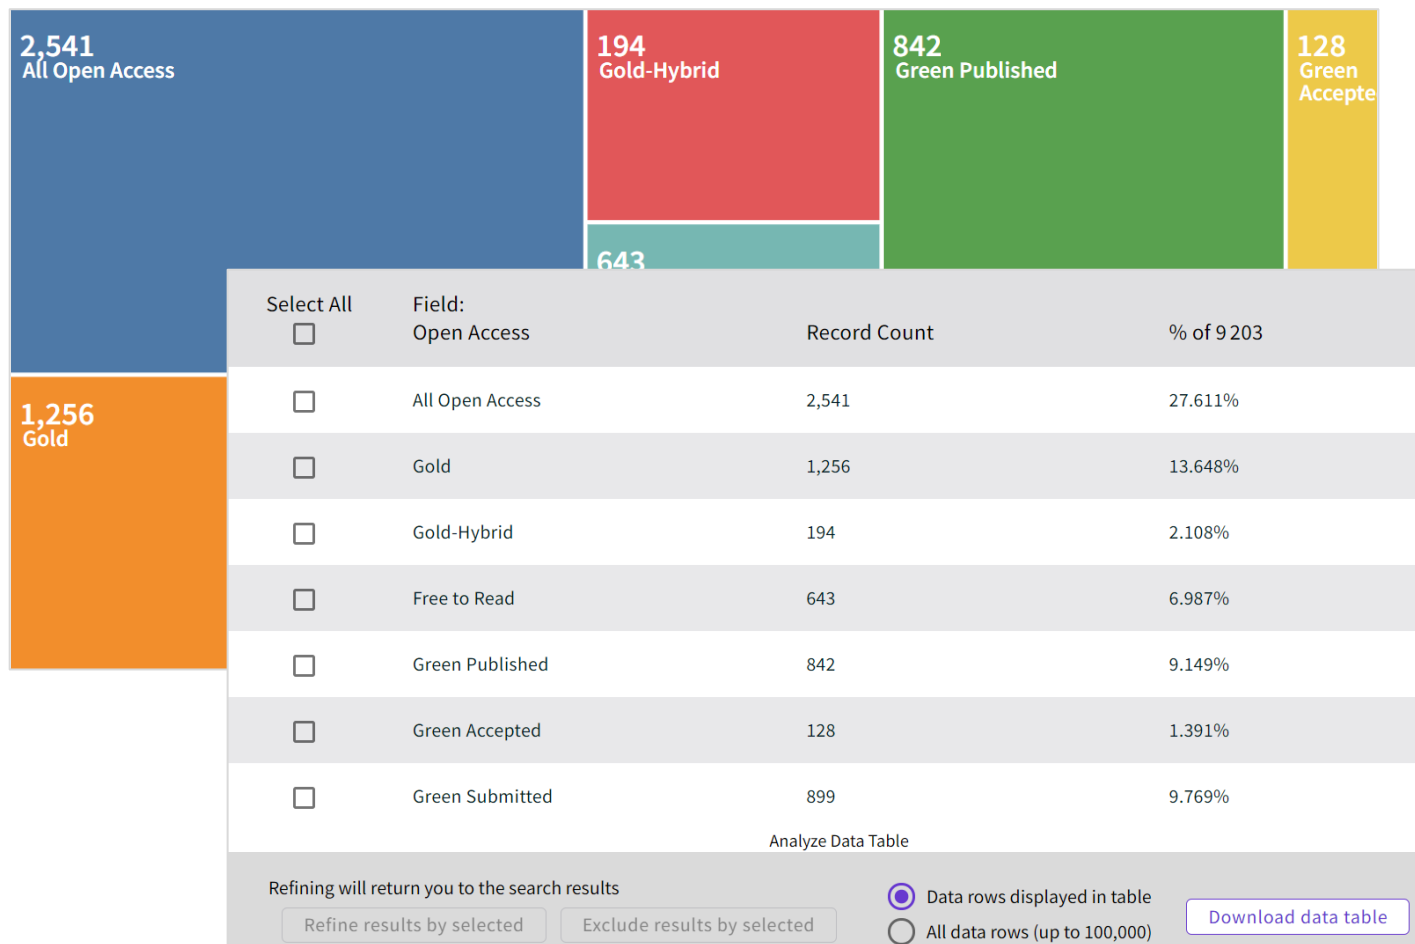 2,541
All Open Access
194
Gold-Hybrid
842
Green Published
128
Green
Accepte
643
1,256
Gold
Select All
Field:
Open Access
Record Count
% of 9 203
All Open Access 2,541 27.611%
Gold 1,256 13.648%
Gold-Hybrid 194 2.108%
Free to Read 643 6.987%
Green Published 842 9.149%
Green Accepted 128 1.391%
Green Submitted 899 9.769%
Analyze Data Table
Refining will return you to the search results
Refine results by selected
Exclude results by selected
Data rows displayed in table
All data rows (up to 100,000)
Download data table